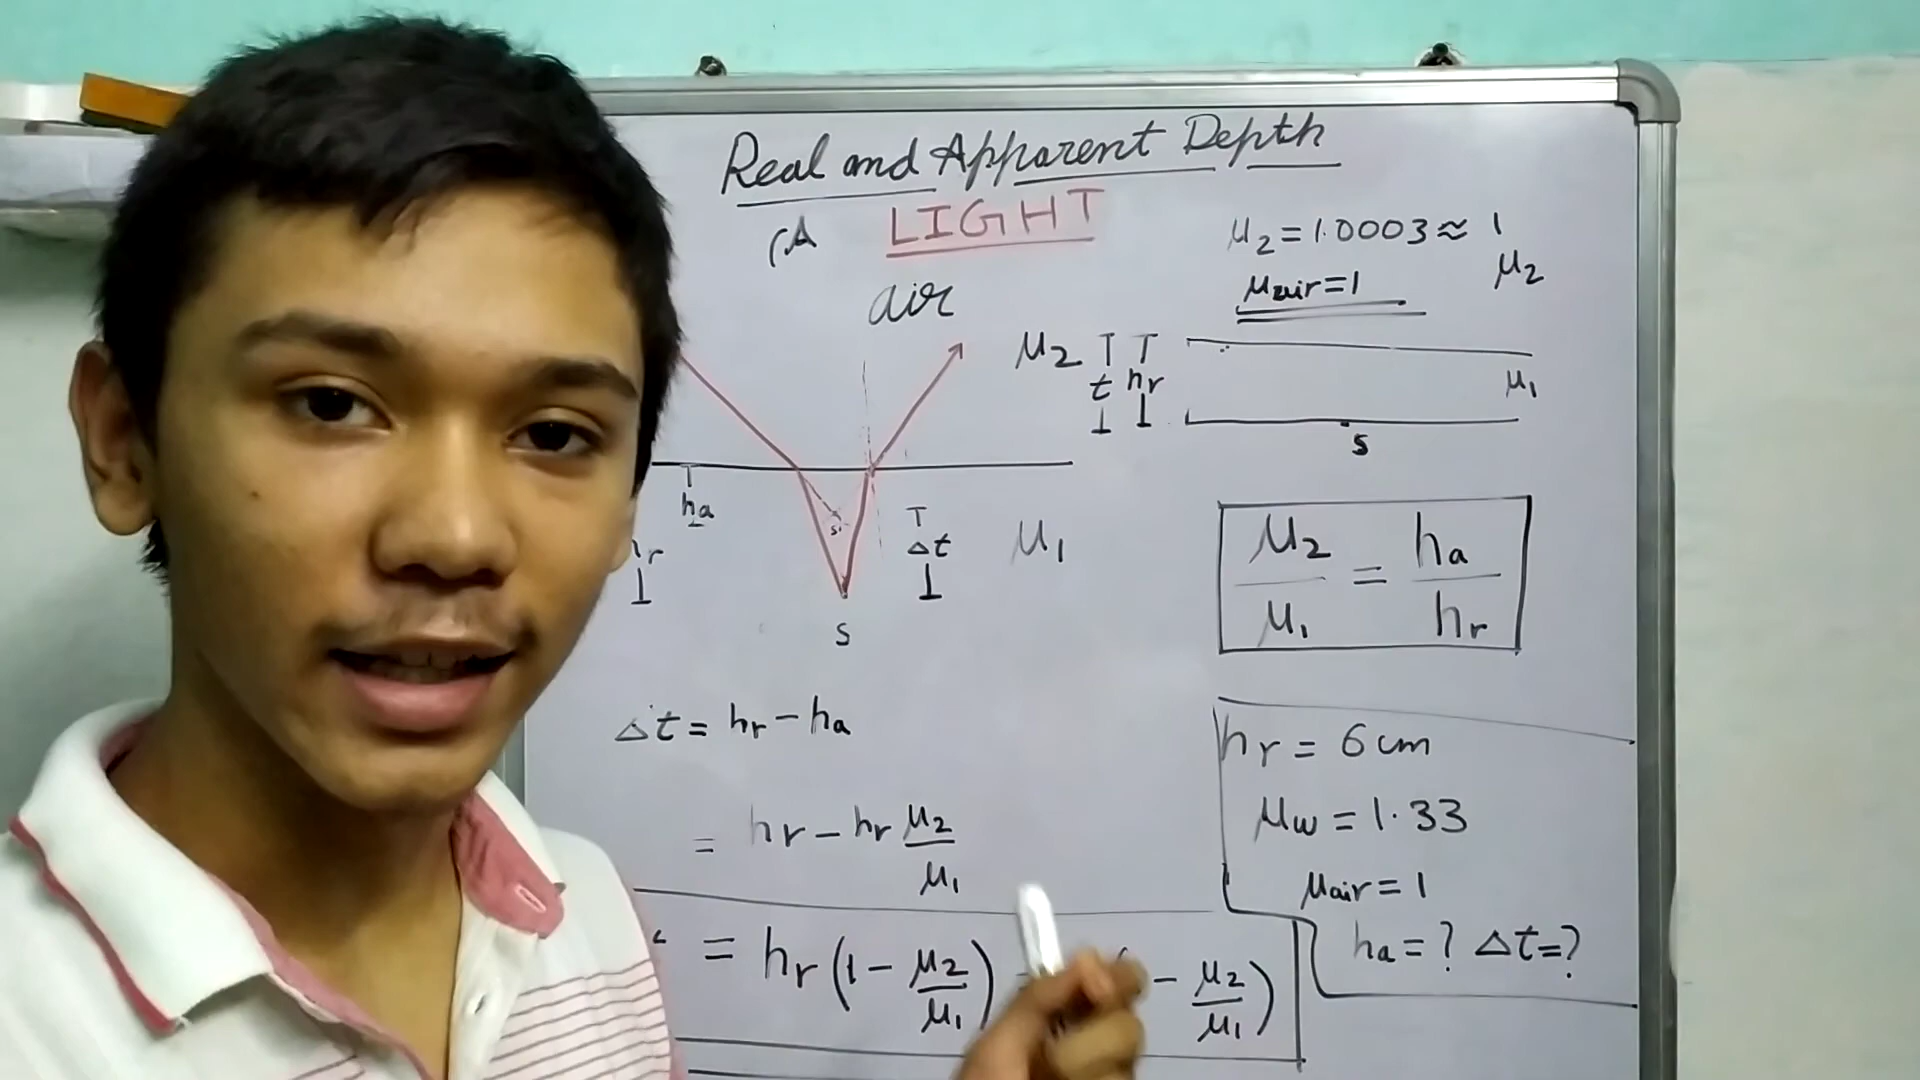 Real and Apparent Depth
(A LIGHT
air
μ₂ = 1.0003 ≈ 1
μair = 1
μ₂
μ₂ T T
t hr
μ₁
s
ha
s'
T
Δt
μ₁
s
μ₂/μ₁ = ha/hr
Δt = hr - ha
= hr - hr μ₂/μ₁
= hr (1 - μ₂/μ₁)
- μ₂/μ₁)
hr = 6 cm
μw = 1.33
μair = 1
ha = ? Δt = ?